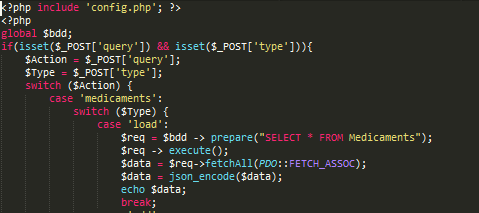 <?php include 'config.php'; ?>
<?php
global $bdd;
if(isset($_POST['query']) && isset($_POST['type'])){
    $Action = $_POST['query'];
    $Type = $_POST['type'];
    switch ($Action) {
        case 'medicaments':
            switch ($Type) {
                case 'load':
                    $req = $bdd -> prepare("SELECT * FROM Medicaments");
                    $req -> execute();
                    $data = $req->fetchAll(PDO::FETCH_ASSOC);
                    $data = json_encode($data);
                    echo $data;
                    break;